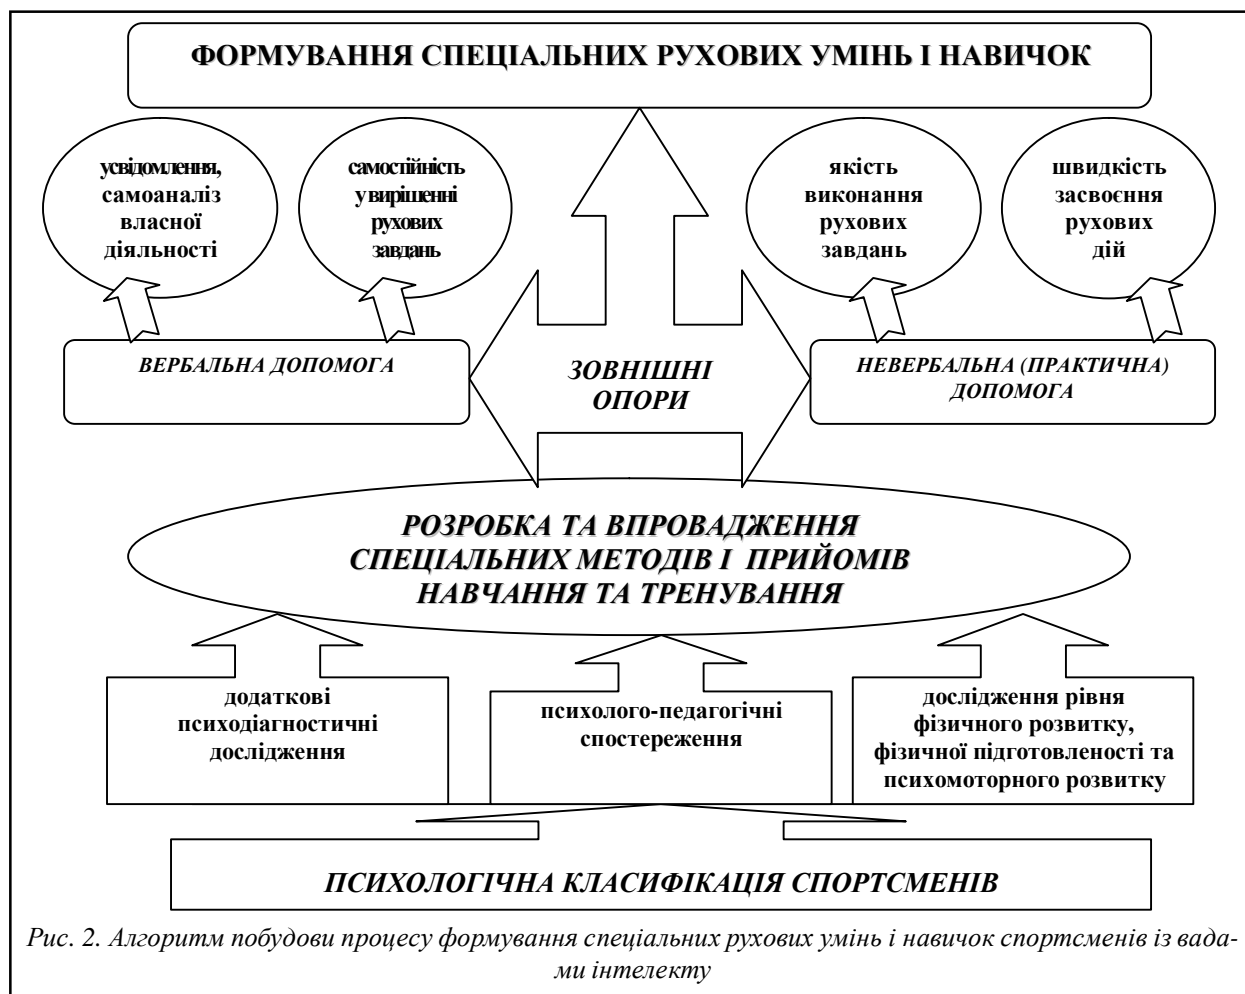 ФОРМУВАННЯ СПЕЦІАЛЬНИХ РУХОВИХ УМІНЬ І НАВИЧОК
усвідомлення,
самоаналіз
власної
діяльності
самостійність
у вирішенні
рухових
завдань
якість
виконання
рухових
завдань
швидкість
засвоєння
рухових
дій
ВЕРБАЛЬНА ДОПОМОГА
ЗОВНІШНІ
ОПОРИ
НЕВЕРБАЛЬНА (ПРАКТИЧНА)
ДОПОМОГА
РОЗРОБКА ТА ВПРОВАДЖЕННЯ
СПЕЦІАЛЬНИХ МЕТОДІВ І ПРИЙОМІВ
НАВЧАННЯ ТА ТРЕНУВАННЯ
додаткові
психодіагностичні
дослідження
психолого-педагогічні
спостереження
дослідження рівня
фізичного розвитку,
фізичної підготовленості та
психомоторного розвитку
ПСИХОЛОГІЧНА КЛАСИФІКАЦІЯ СПОРТСМЕНІВ
Рис. 2. Алгоритм побудови процесу формування спеціальних рухових умінь і навичок спортсменів із вада-
ми інтелекту